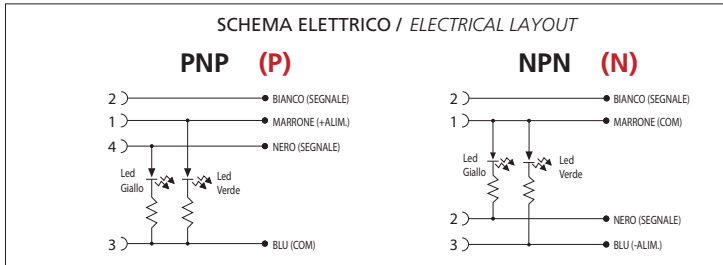 SCHEMA ELETTRICO / ELECTRICAL LAYOUT
PNP (P)
2 BIANCO (SEGNALE)
1 MARRONE (+ALIM.)
4 NERO (SEGNALE)
Led Giallo
Led Verde
3 BLU (COM)
NPN (N)
2 BIANCO (SEGNALE)
1 MARRONE (COM)
Led Giallo
Led Verde
2 NERO (SEGNALE)
3 BLU (-ALIM.)